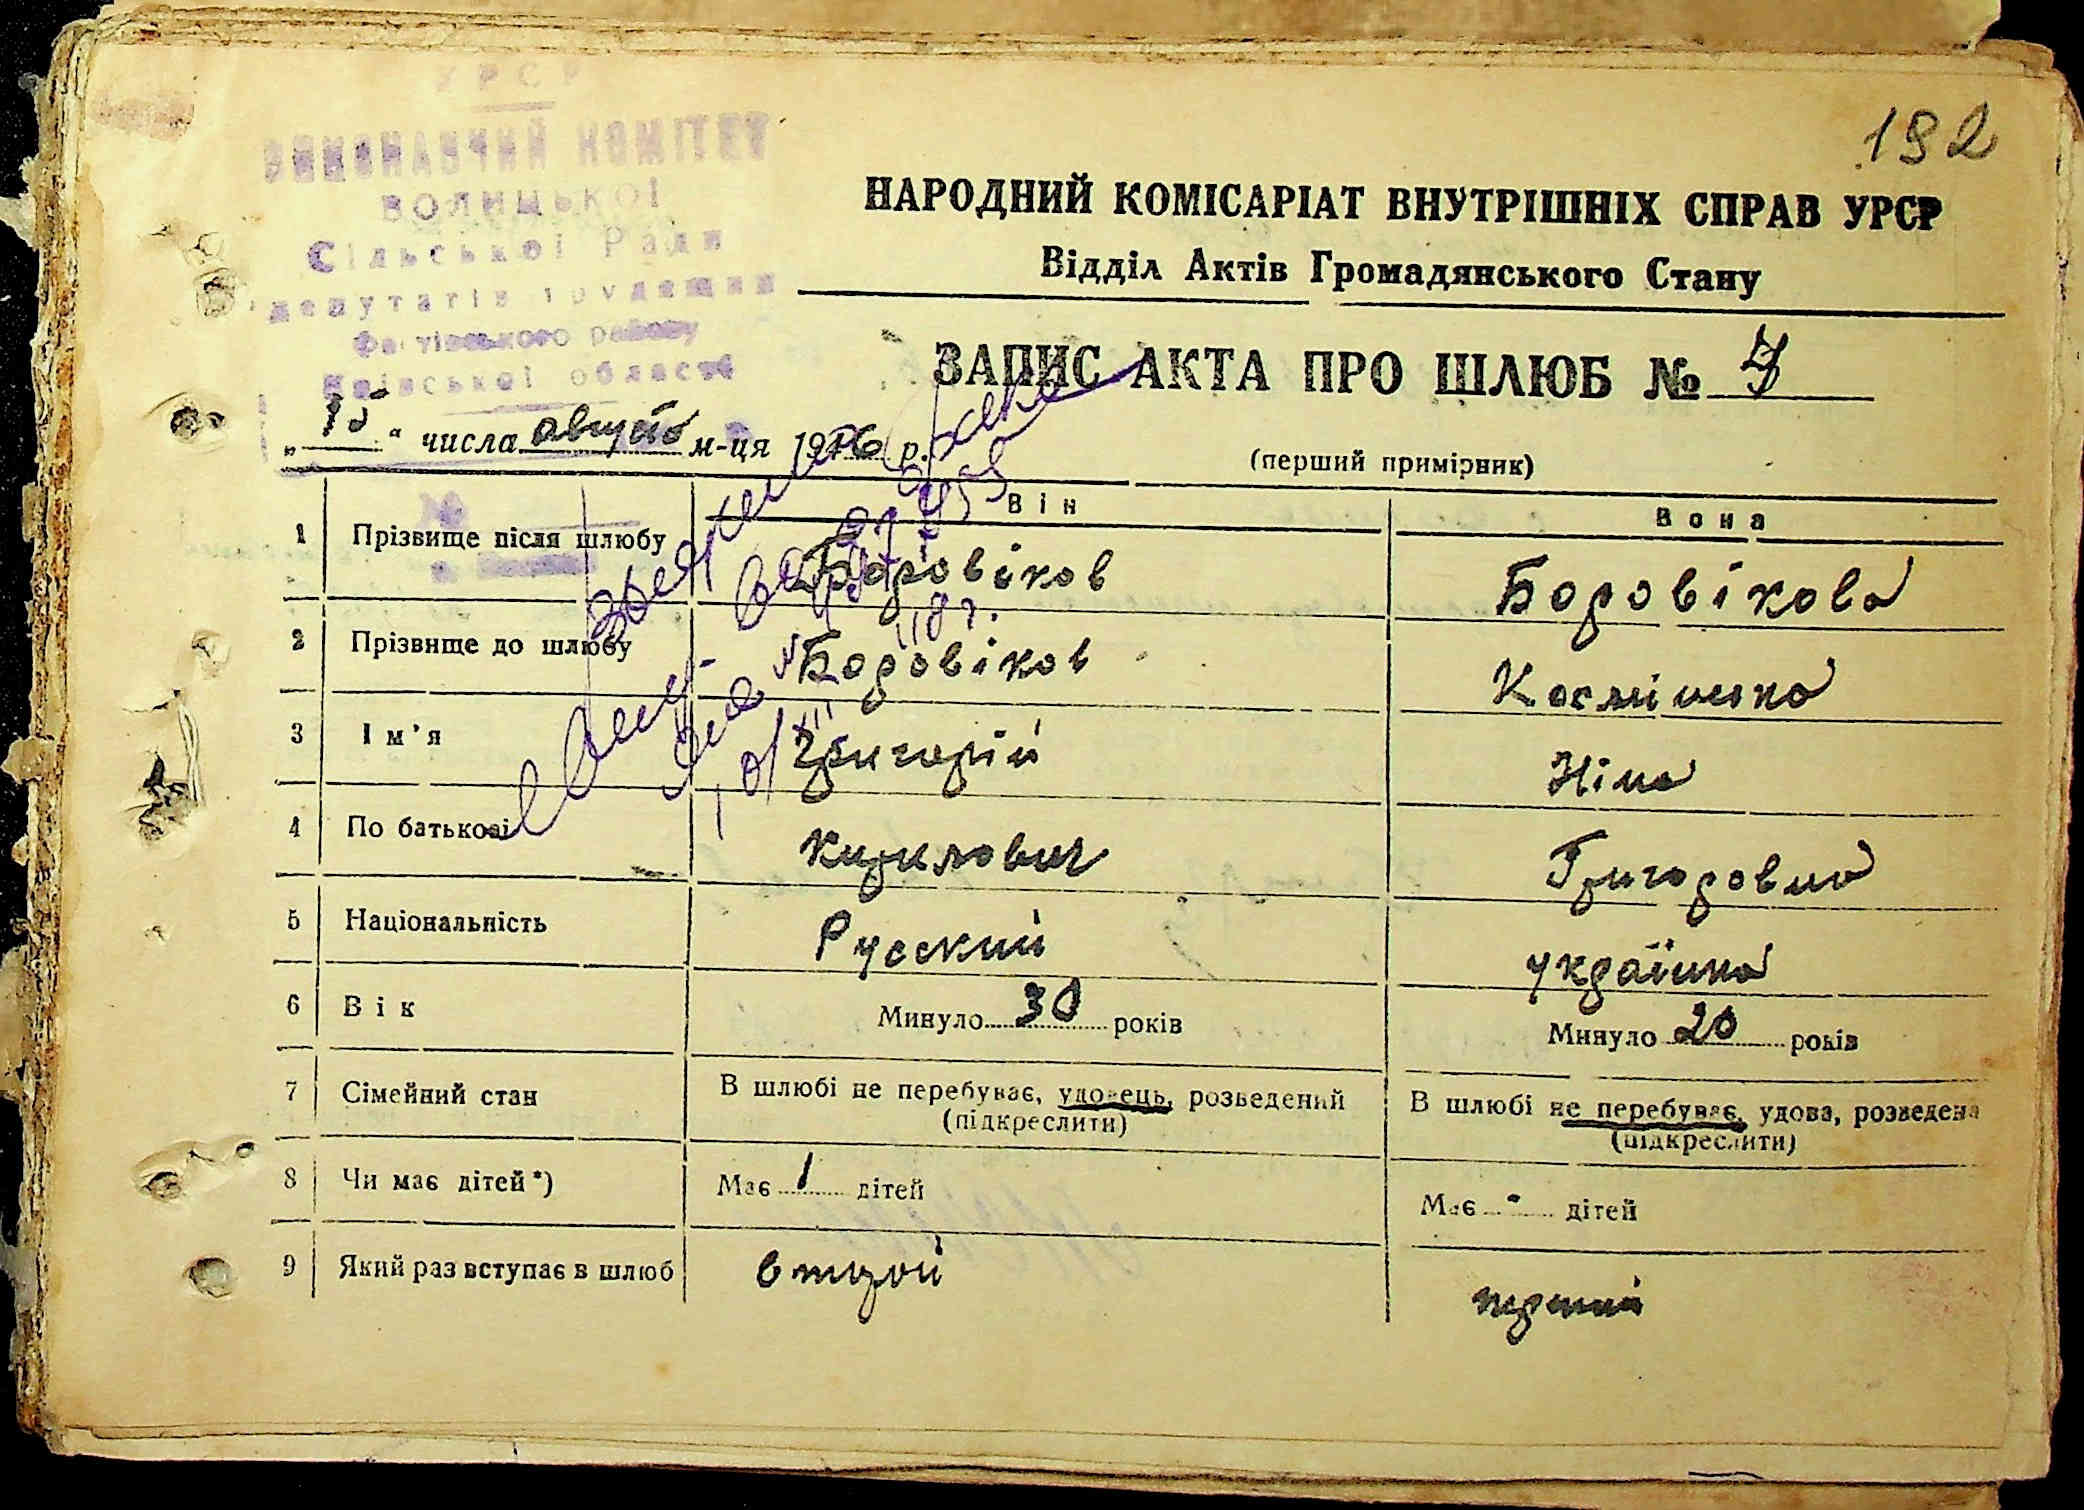 192
УРСР
ВИКОНАВЧИЙ КОМІТЕТ
ВОЛИЦЬКОЇ
Сільської Ради
депутатів трудящих
Фастівського району
Київської області
НАРОДНИЙ КОМІСАРІАТ ВНУТРІШНІХ СПРАВ УРСР
Відділ Актів Громадянського Стану
ЗАПИС АКТА ПРО ШЛЮБ №
„ 15 “ числа августа м-ця 1946 р.
(перший примірник)
Він Вона
1 Прізвище після шлюбу Боровіков Боровікова
2 Прізвище до шлюбу Боровіков Косміненко
3 Ім'я Григорій Ніна
4 По батькові Кирилович Григоровна
5 Національність Русский українка
6 Вік Минуло 30 років Минуло 20 років
7 Сімейний стан В шлюбі не перебуває, удовець, розведений В шлюбі не перебуває, удова, розведена
(підкреслити) (підкреслити)
8 Чи має дітей*) Має 1 дітей Має - дітей
9 Який раз вступає в шлюб второй перший